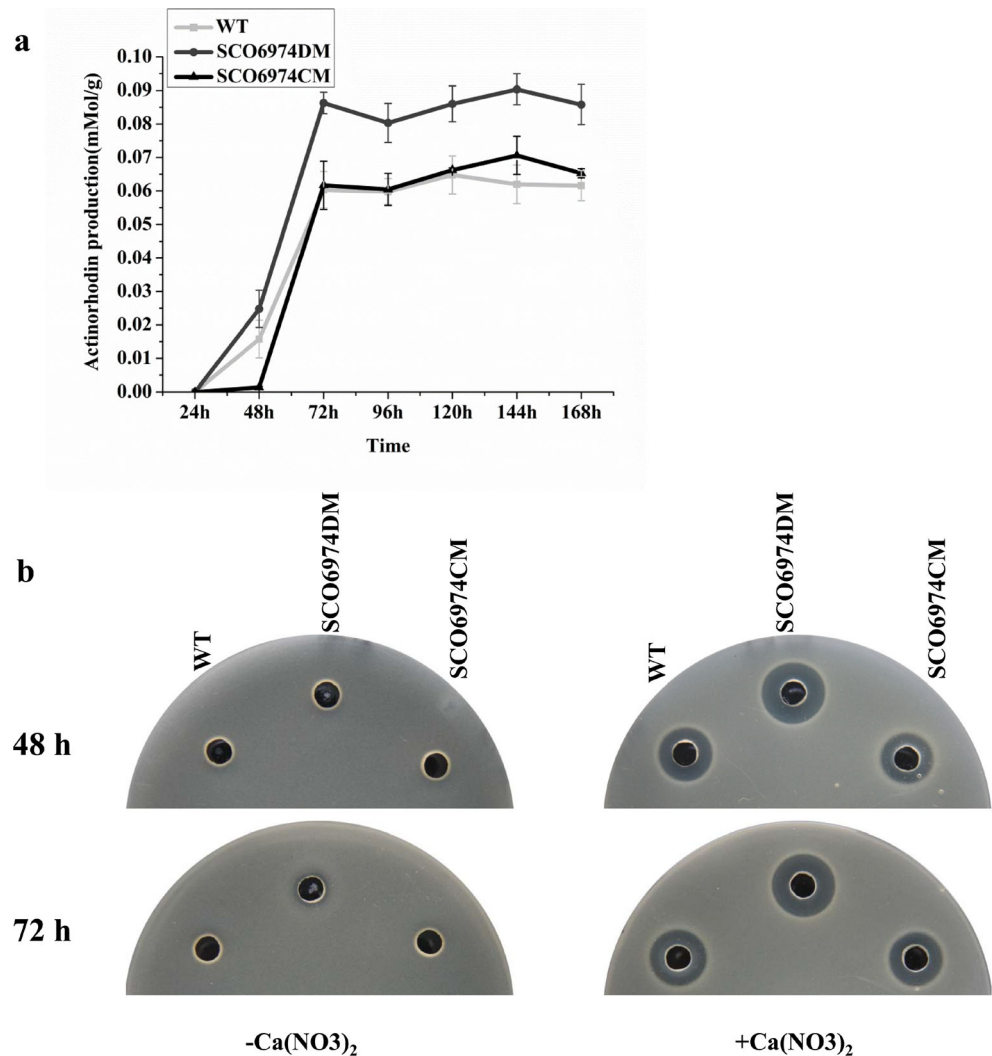 a
WT
SCO6974DM
SCO6974CM
Actinorhodin production(mMol/g)
0.10
0.09
0.08
0.07
0.06
0.05
0.04
0.03
0.02
0.01
0.00
24h 48h 72h 96h 120h 144h 168h
Time
b
WT SCO6974DM SCO6974CM
WT SCO6974DM SCO6974CM
48 h
72 h
-Ca(NO3)₂ +Ca(NO3)₂